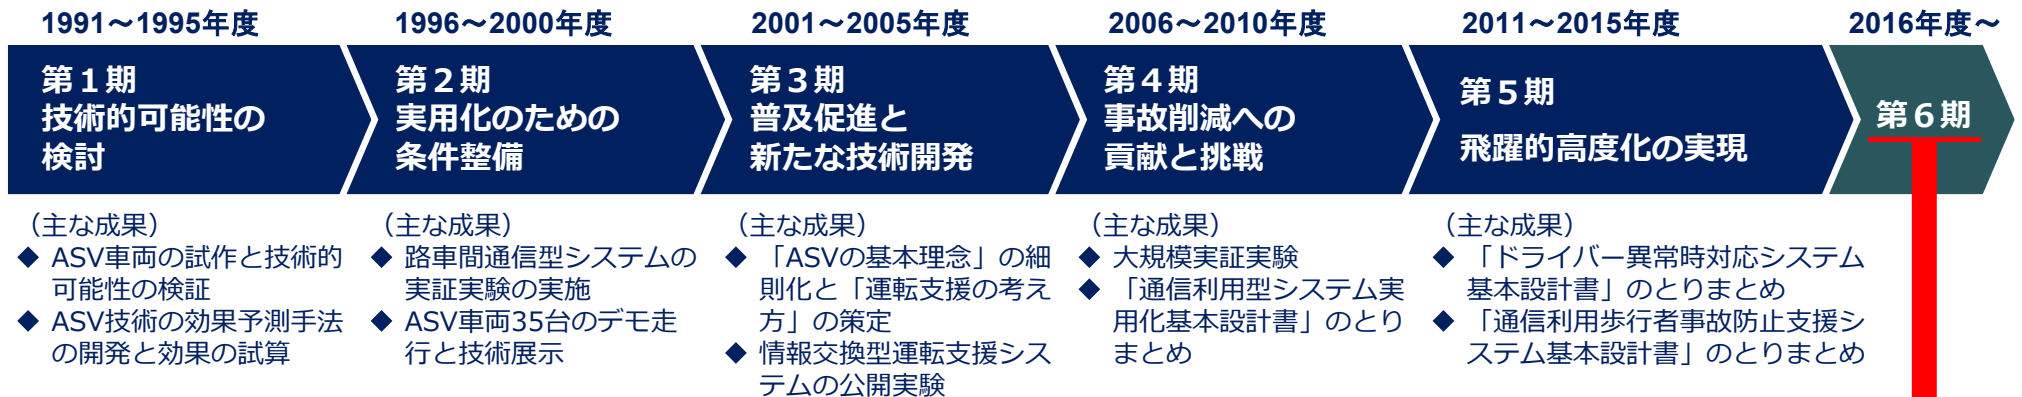 1991～1995年度
第１期
技術的可能性の
検討
（主な成果）
◆ ASV車両の試作と技術的
可能性の検証
◆ ASV技術の効果予測手法
の開発と効果の試算
1996～2000年度
第２期
実用化のための
条件整備
（主な成果）
◆ 路車間通信型システムの
実証実験の実施
◆ ASV車両35台のデモ走
行と技術展示
2001～2005年度
第３期
普及促進と
新たな技術開発
（主な成果）
◆ 「ASVの基本理念」の細
則化と「運転支援の考え
方」の策定
◆ 情報交換型運転支援シス
テムの公開実験
2006～2010年度
第４期
事故削減への
貢献と挑戦
（主な成果）
◆ 大規模実証実験
◆ 「通信利用型システム実
用化基本設計書」のとり
まとめ
2011～2015年度
第５期
飛躍的高度化の実現
（主な成果）
◆ 「ドライバー異常時対応システム
基本設計書」のとりまとめ
◆ 「通信利用歩行者事故防止支援シ
ステム基本設計書」のとりまとめ
2016年度～
第６期